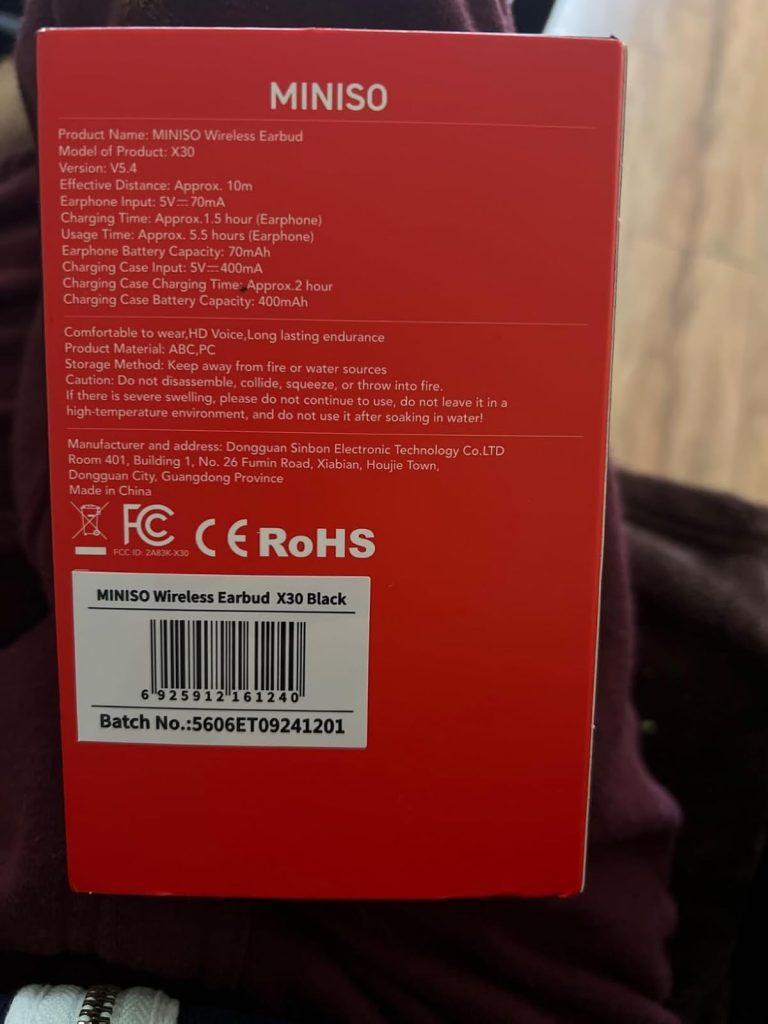 MINISO
Product Name: MINISO Wireless Earbud
Model of Product: X30
Version: V5.4
Effective Distance: Approx. 10m
Earphone Input: 5V⎓70mA
Charging Time: Approx.1.5 hour (Earphone)
Usage Time: Approx. 5.5 hours (Earphone)
Earphone Battery Capacity: 70mAh
Charging Case Input: 5V⎓400mA
Charging Case Charging Time: Approx.2 hour
Charging Case Battery Capacity: 400mAh
Comfortable to wear,HD Voice,Long lasting endurance
Product Material: ABC,PC
Storage Method: Keep away from fire or water sources
Caution: Do not disassemble, collide, squeeze, or throw into fire.
If there is severe swelling, please do not continue to use, do not leave it in a
high-temperature environment, and do not use it after soaking in water!
Manufacturer and address: Dongguan Sinbon Electronic Technology Co.LTD
Room 401, Building 1, No. 26 Fumin Road, Xiabian, Houjie Town,
Dongguan City, Guangdong Province
Made in China
FC CE RoHS
FCC ID: 2A83K-X30
MINISO Wireless Earbud X30 Black
6 925912 161240
Batch No.:5606ET09241201